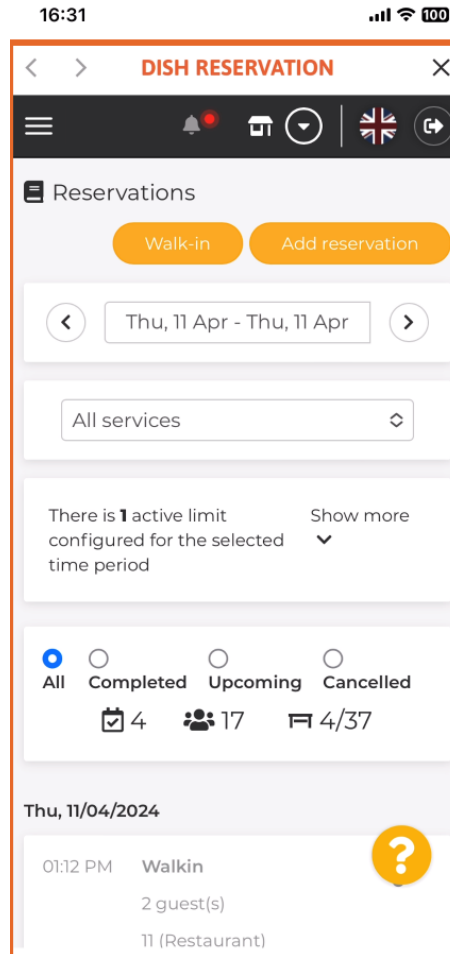 16:31
100
DISH RESERVATION
Reservations
Walk-in
Add reservation
Thu, 11 Apr - Thu, 11 Apr
All services
There is 1 active limit
configured for the selected
time period
Show more
All
Completed
Upcoming
Cancelled
4
17
4/37
Thu, 11/04/2024
01:12 PM
Walkin
2 guest(s)
11 (Restaurant)
?